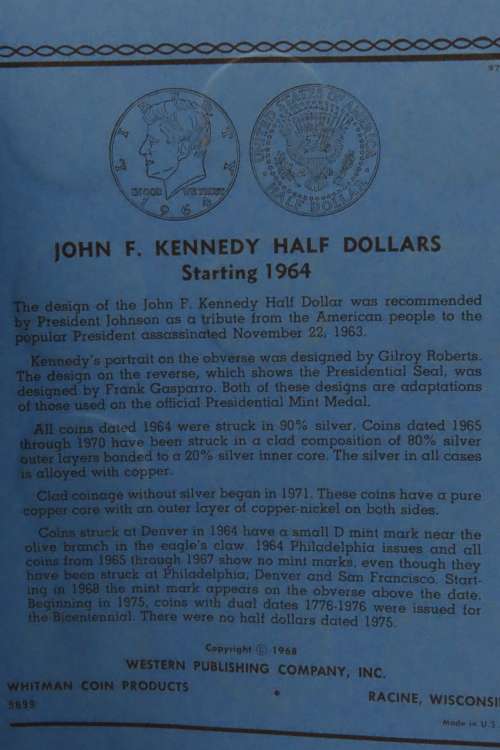 97
LIBERTY
IN GOD WE TRUST
1964
UNITED STATES OF AMERICA
HALF DOLLAR
JOHN F. KENNEDY HALF DOLLARS
Starting 1964
The design of the John F. Kennedy Half Dollar was recommended
by President Johnson as a tribute from the American people to the
popular President assassinated November 22, 1963.
Kennedy's portrait on the obverse was designed by Gilroy Roberts.
The design on the reverse, which shows the Presidential Seal, was
designed by Frank Gasparro. Both of these designs are adaptations
of those used on the official Presidential Mint Medal.
All coins dated 1964 were struck in 90% silver. Coins dated 1965
through 1970 have been struck in a clad composition of 80% silver
outer layers bonded to a 20% silver inner core. The silver in all cases
is alloyed with copper.
Clad coinage without silver began in 1971. These coins have a pure
copper core with an outer layer of copper-nickel on both sides.
Coins struck at Denver in 1964 have a small D mint mark near the
olive branch in the eagle's claw. 1964 Philadelphia issues and all
coins from 1965 through 1967 show no mint marks, even though they
have been struck at Philadelphia, Denver and San Francisco. Start-
ing in 1968 the mint mark appears on the obverse above the date.
Beginning in 1975, coins with dual dates 1776-1976 were issued for
the Bicentennial. There were no half dollars dated 1975.
Copyright © 1968
WESTERN PUBLISHING COMPANY, INC.
WHITMAN COIN PRODUCTS • RACINE, WISCONSIN
9699
Made in U.S.